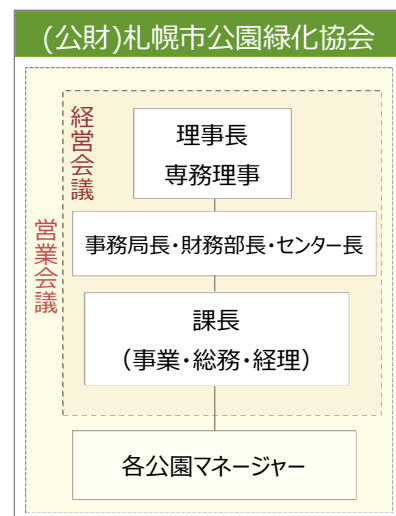 (公財)札幌市公園緑化協会
経営会議
理事長
専務理事
営業会議
事務局長・財務部長・センター長
課長
（事業・総務・経理）
各公園マネージャー